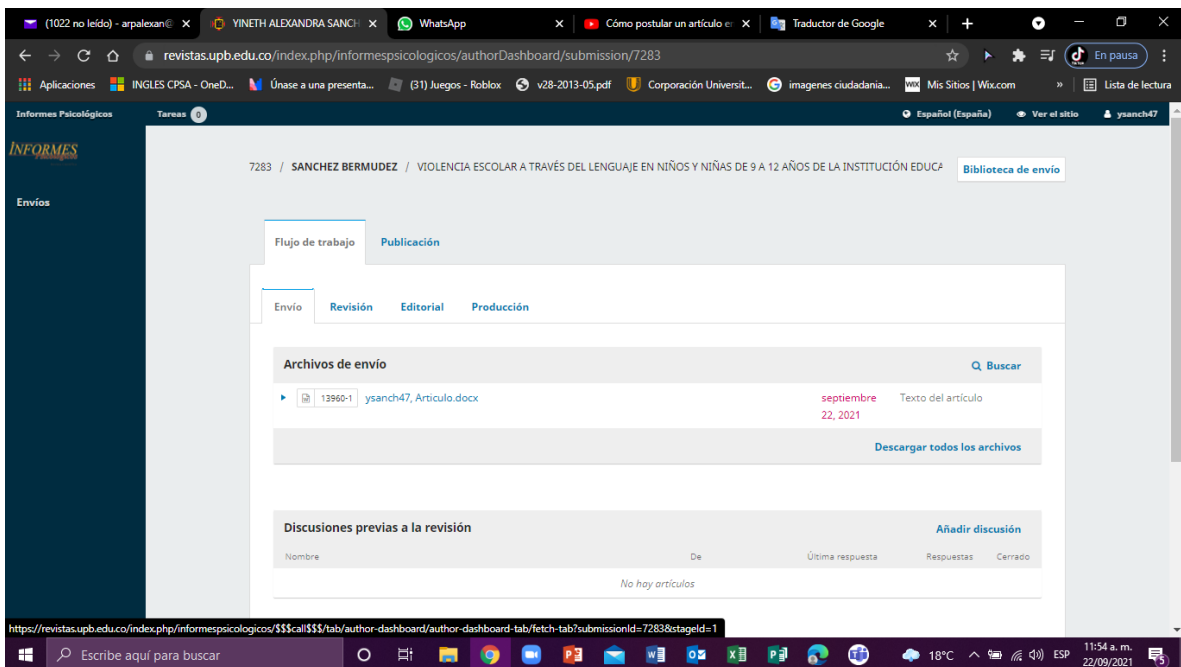 (1022 no leído) - arpalexan@
YINETH ALEXANDRA SANCH
WhatsApp
Cómo postular un artículo e
Traductor de Google
revistas.upb.edu.co/index.php/informespsicologicos/authorDashboard/submission/7283
En pausa
Aplicaciones
INGLES CPSA - OneD...
Únase a una presenta...
(31) Juegos - Roblox
v28-2013-05.pdf
Corporación Universit...
imagenes ciudadania...
WIX Mis Sitios | Wix.com
»
Lista de lectura
Informes Psicológicos
Tareas 0
Español (España)
Ver el sitio
ysanch47
INFORMES
7283 / SANCHEZ BERMUDEZ / VIOLENCIA ESCOLAR A TRAVÉS DEL LENGUAJE EN NIÑOS Y NIÑAS DE 9 A 12 AÑOS DE LA INSTITUCIÓN EDUCA
Biblioteca de envío
Envíos
Flujo de trabajo
Publicación
Envío
Revisión
Editorial
Producción
Archivos de envío
Buscar
13960-1 ysanch47, Articulo.docx
septiembre
22, 2021
Texto del artículo
Descargar todos los archivos
Discusiones previas a la revisión
Añadir discusión
Nombre
De
Última respuesta
Respuestas
Cerrado
No hay artículos
https://revistas.upb.edu.co/index.php/informespsicologicos/$$$call$$$/tab/author-dashboard/author-dashboard-tab/fetch-tab?submissionId=7283&stageId=1
Escribe aquí para buscar
18°C
ESP
11:54 a. m.
22/09/2021
5